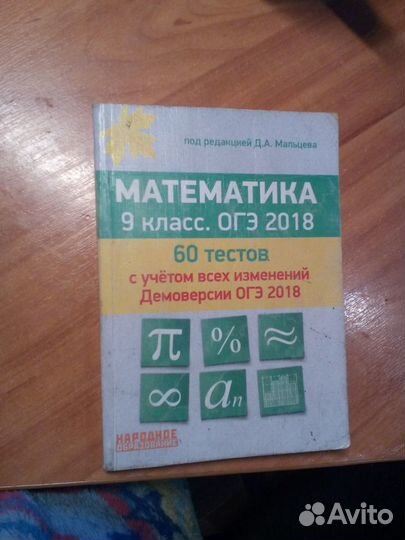 под редакцией Д.А. Мальцева
МАТЕМАТИКА
9 класс. ОГЭ 2018
60 тестов
с учётом всех изменений
Демоверсии ОГЭ 2018
π % ≈
∞ an
НАРОДНОЕ
ОБРАЗОВАНИЕ
Avito